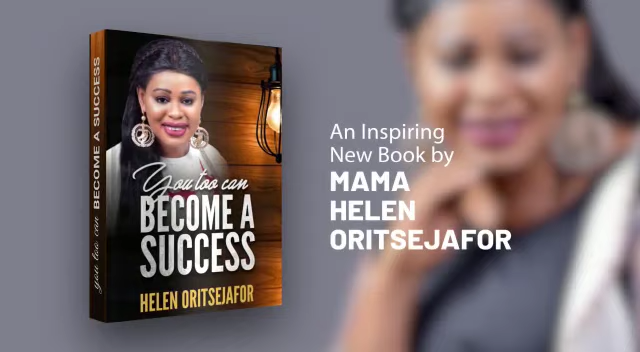 you too can BECOME A SUCCESS
You too can
BECOME A
SUCCESS
HELEN ORITSEJAFOR
An Inspiring
New Book by
MAMA
HELEN
ORITSEJAFOR